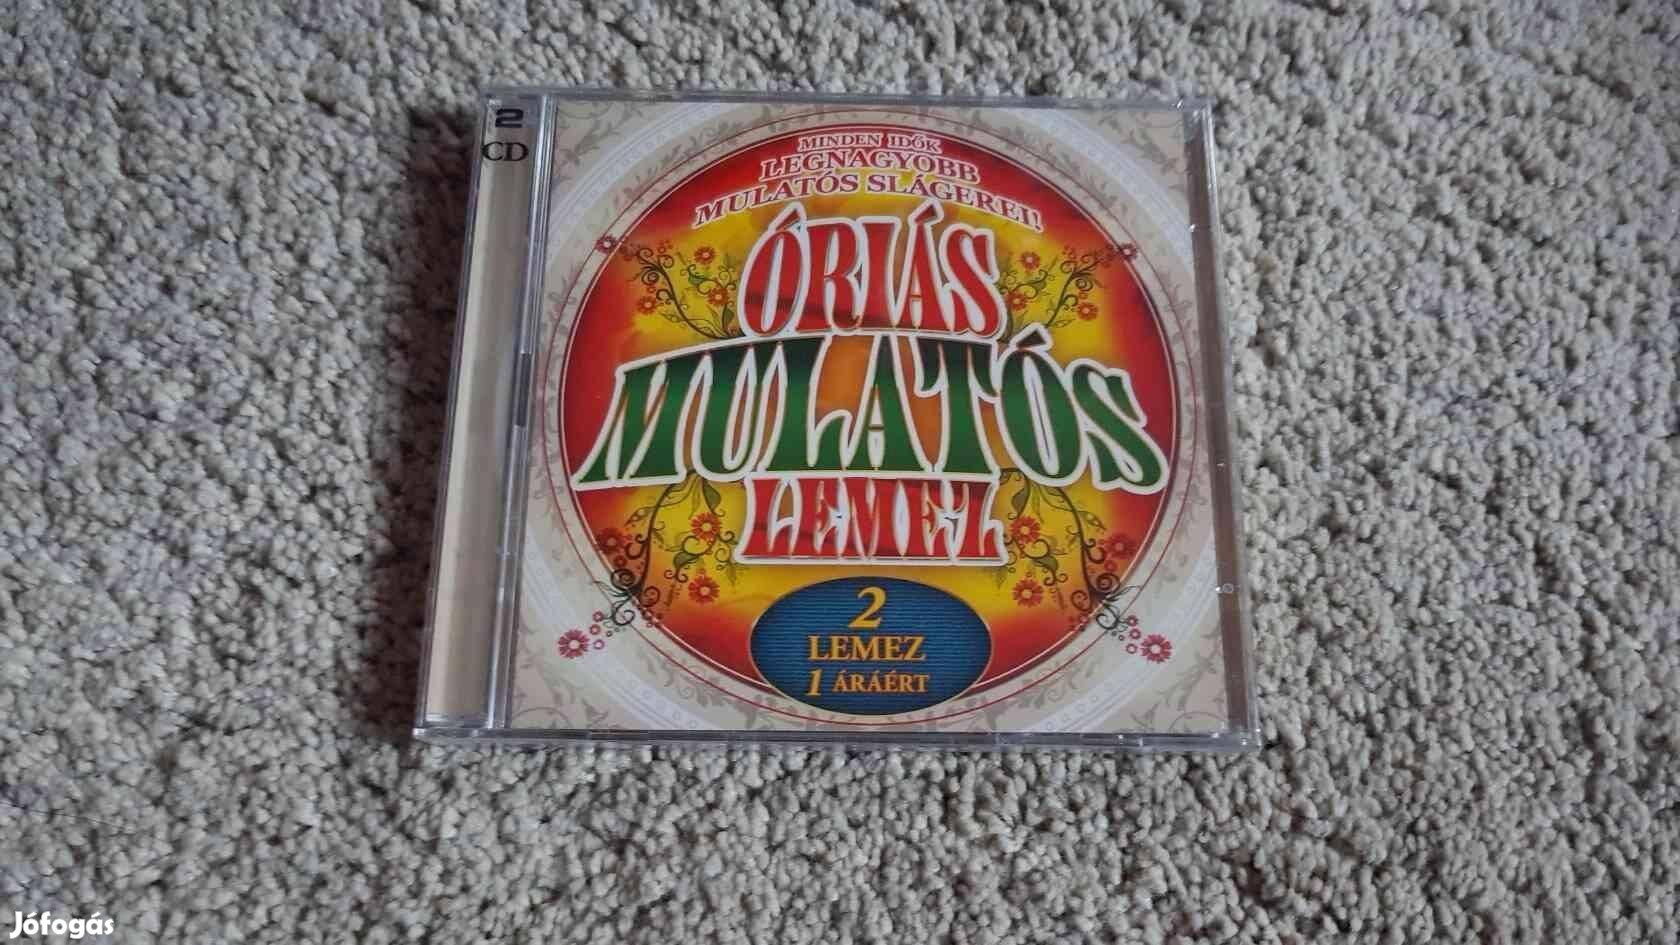 2
CD
MINDEN IDŐK
LEGNAGYOBB
MULATÓS SLÁGEREI!
ÓRIÁS
MULATÓS
LEMEZ
2
LEMEZ
1 ÁRÁÉRT
Jófogás